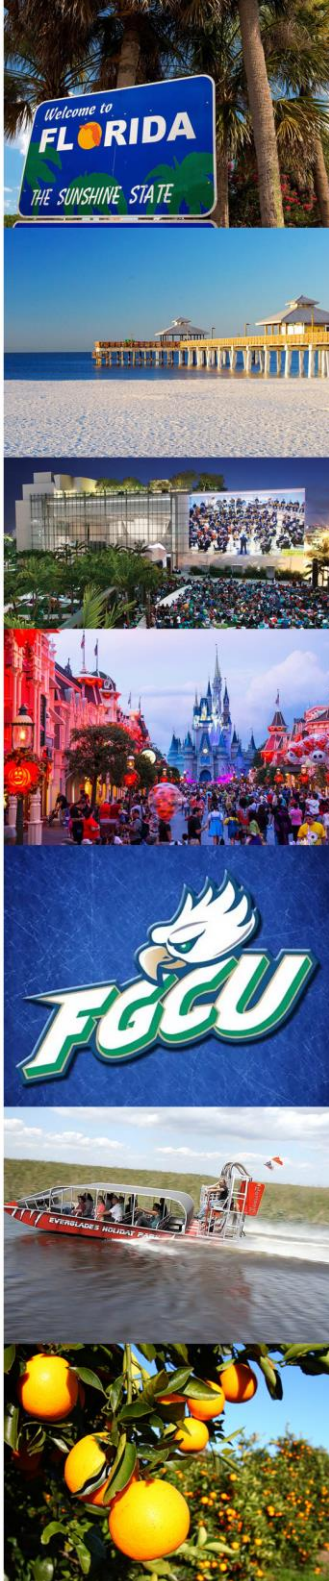 Welcome to
FLORIDA
THE SUNSHINE STATE
FGCU
EVERGLADES HOLIDAY PARK